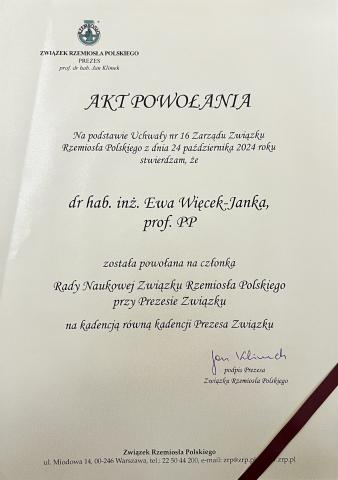 ZWIĄZEK RZEMIOSŁA POLSKIEGO
PREZES
prof. dr hab. Jan Klimek
AKT POWOŁANIA
Na podstawie Uchwały nr 16 Zarządu Związku
Rzemiosła Polskiego z dnia 24 października 2024 roku
stwierdzam, że
dr hab. inż. Ewa Więcek-Janka,
prof. PP
została powołana na członka
Rady Naukowej Związku Rzemiosła Polskiego
przy Prezesie Związku
na kadencją równą kadencji Prezesa Związku
Jan Klimek
podpis Prezesa
Związku Rzemiosła Polskiego
Związek Rzemiosła Polskiego
ul. Miodowa 14, 00-246 Warszawa, tel.: 22 50 44 200, e-mail: zrp@zrp.pl zrp.pl